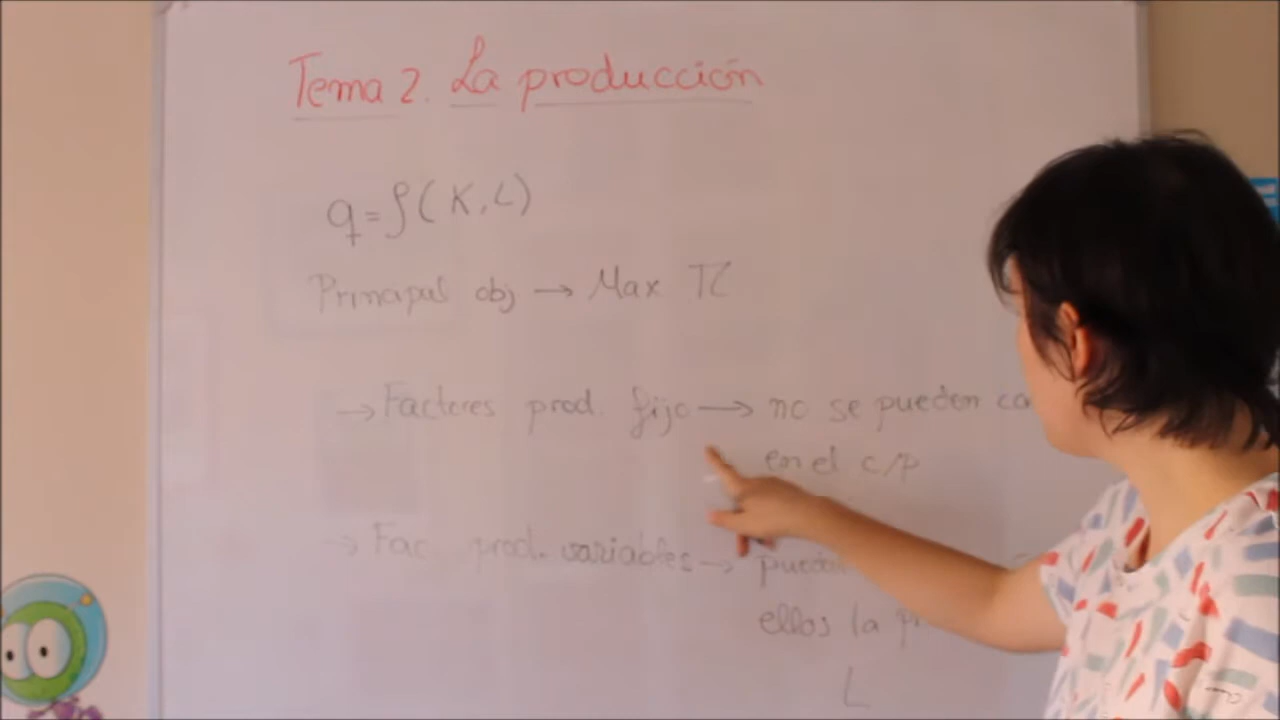 Tema 2. La producción
q = f(K, L)
Principal obj → Max π
→ Factores prod. fijo → no se pueden
en el c/p
→ Fac prod. variables →
ellos la
L